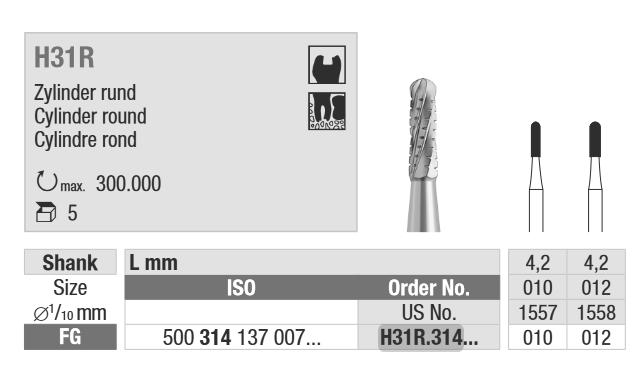 H31R
Zylinder rund
Cylinder round
Cylindre rond
max. 300.000
5
Shank L mm 4,2 4,2
Size ISO Order No. 010 012
∅1/10 mm US No. 1557 1558
FG 500 314 137 007... H31R.314... 010 012